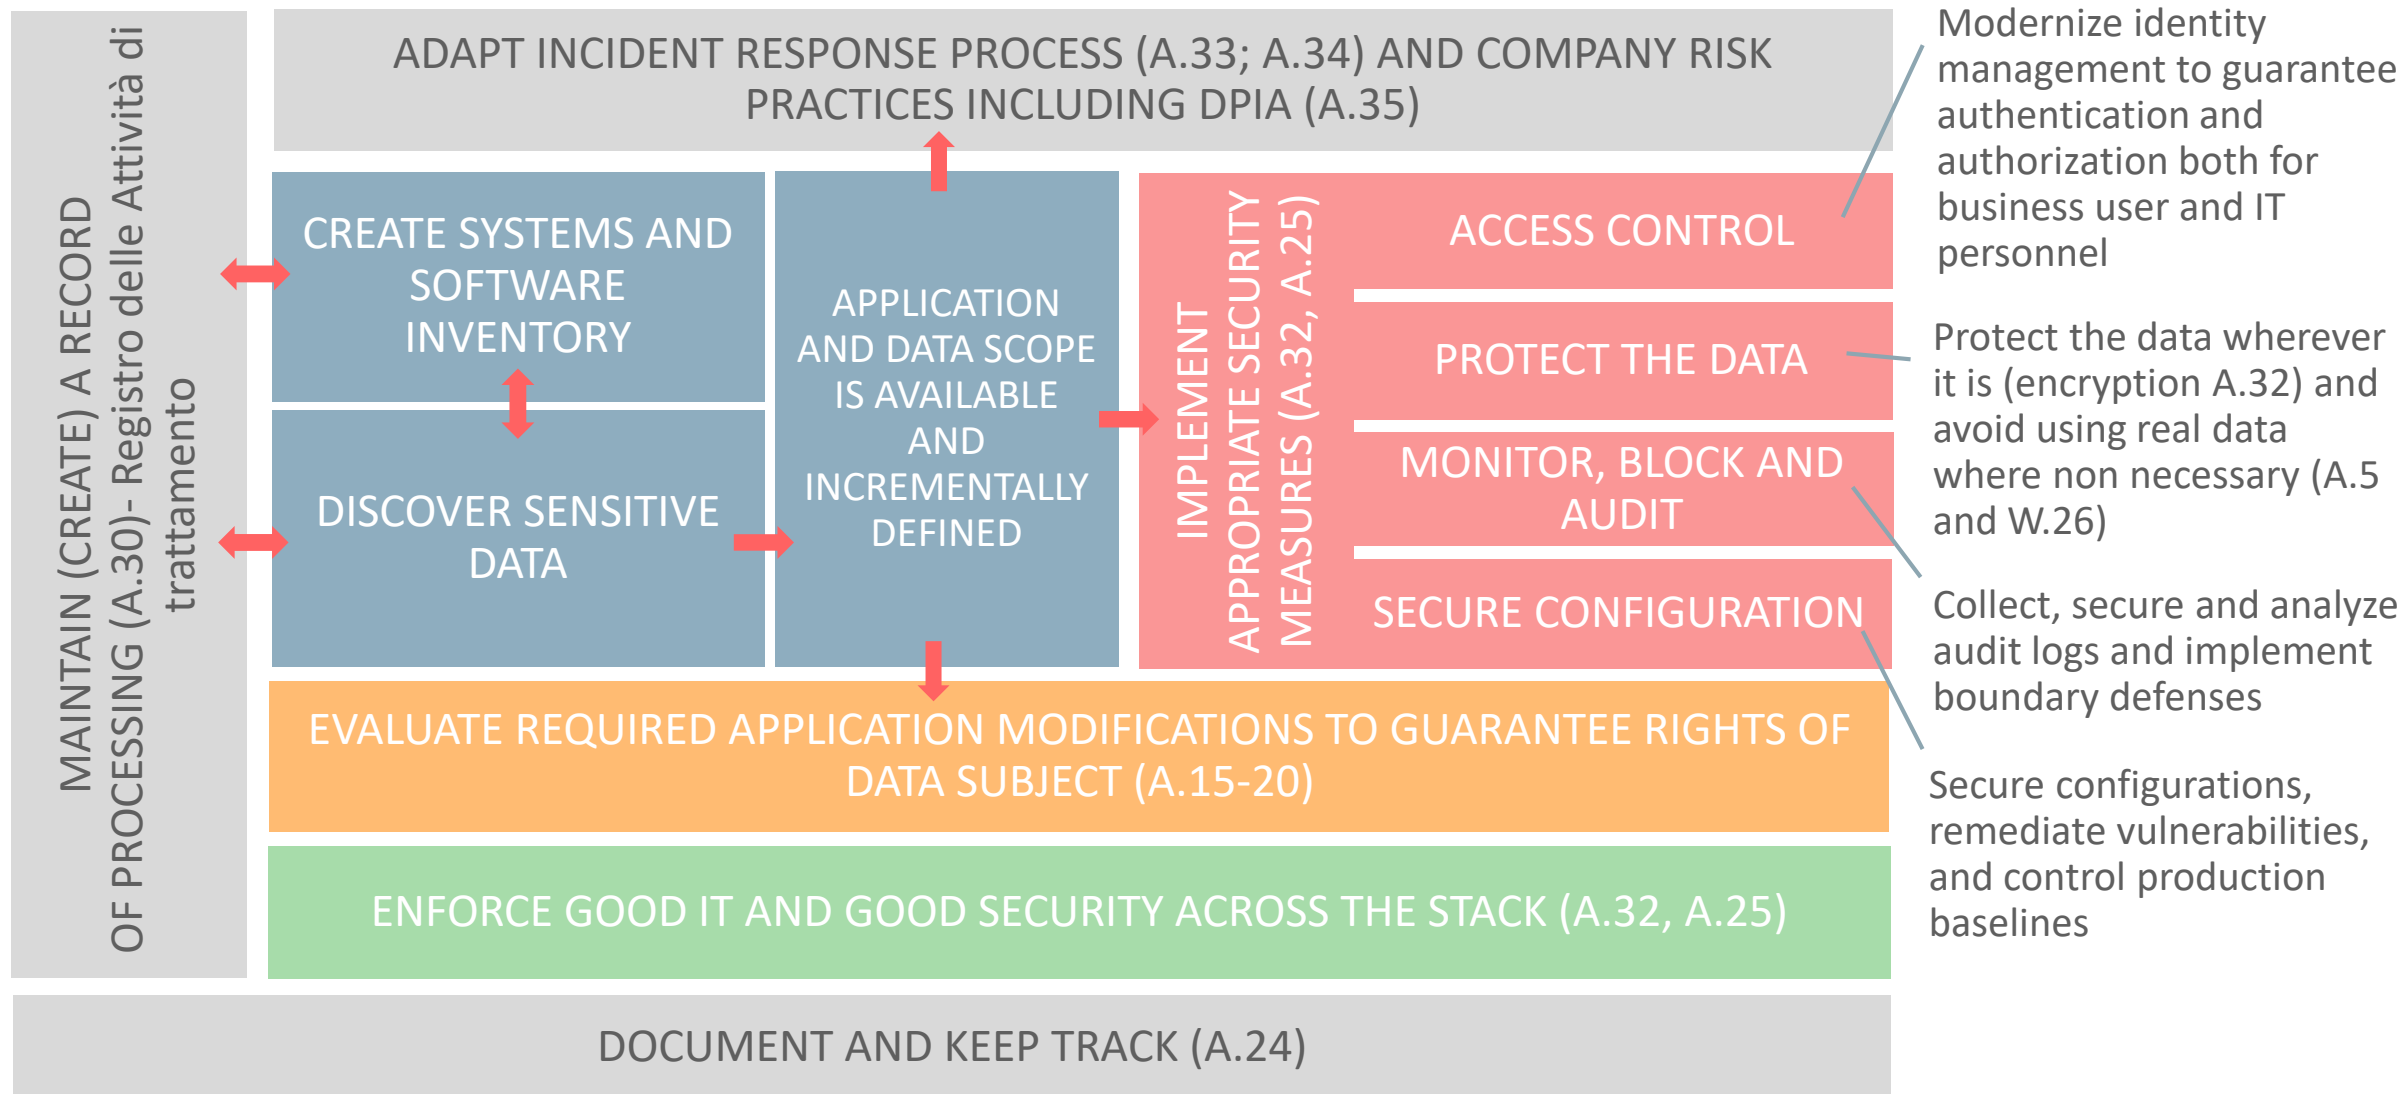 MAINTAIN (CREATE) A RECORD
OF PROCESSING (A.30)- Registro delle Attività di
trattamento
ADAPT INCIDENT RESPONSE PROCESS (A.33; A.34) AND COMPANY RISK
PRACTICES INCLUDING DPIA (A.35)
CREATE SYSTEMS AND
SOFTWARE
INVENTORY
DISCOVER SENSITIVE
DATA
APPLICATION
AND DATA SCOPE
IS AVAILABLE
AND
INCREMENTALLY
DEFINED
IMPLEMENT
APPROPRIATE SECURITY
MEASURES (A.32, A.25)
ACCESS CONTROL
PROTECT THE DATA
MONITOR, BLOCK AND
AUDIT
SECURE CONFIGURATION
Modernize identity
management to guarantee
authentication and
authorization both for
business user and IT
personnel
Protect the data wherever
it is (encryption A.32) and
avoid using real data
where non necessary (A.5
and W.26)
Collect, secure and analyze
audit logs and implement
boundary defenses
Secure configurations,
remediate vulnerabilities,
and control production
baselines
EVALUATE REQUIRED APPLICATION MODIFICATIONS TO GUARANTEE RIGHTS OF
DATA SUBJECT (A.15-20)
ENFORCE GOOD IT AND GOOD SECURITY ACROSS THE STACK (A.32, A.25)
DOCUMENT AND KEEP TRACK (A.24)